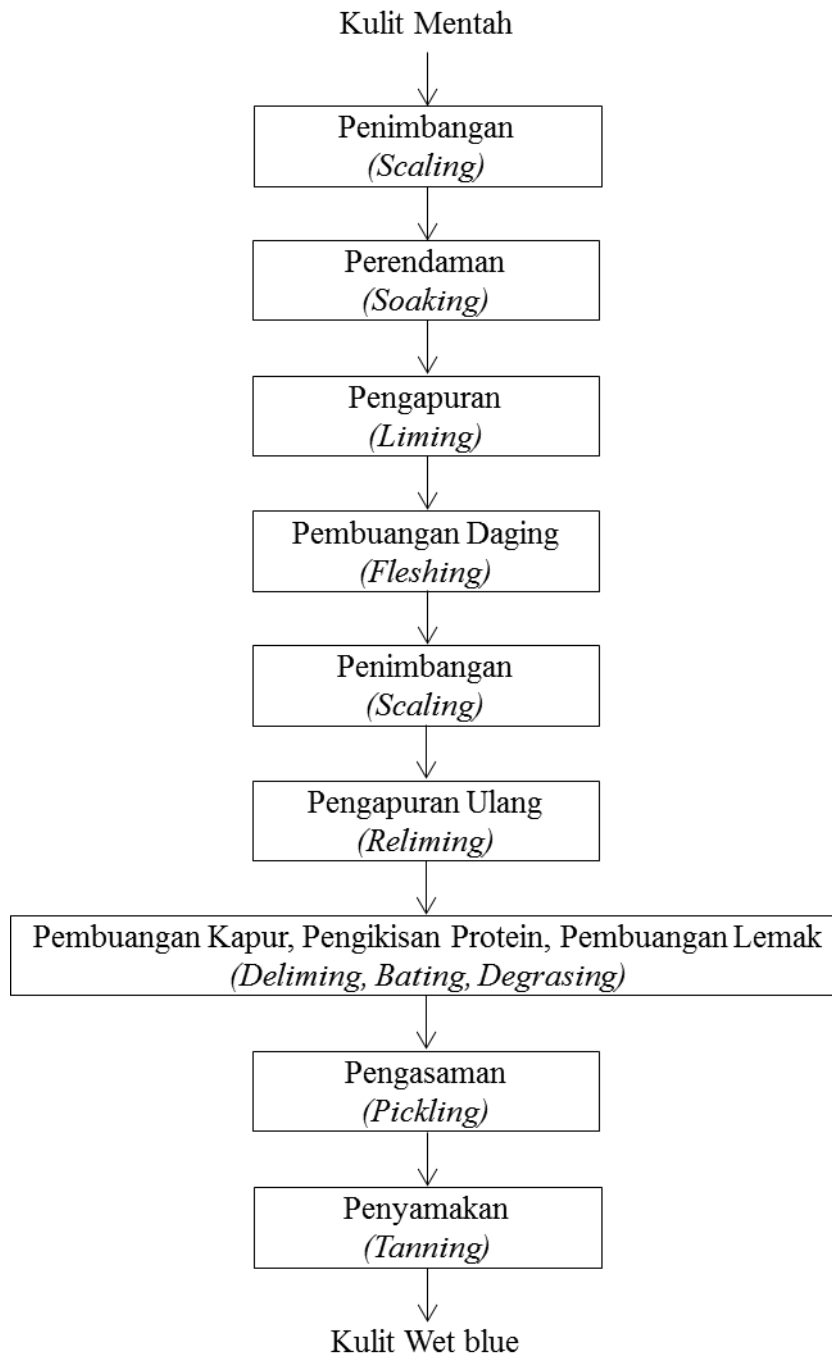 Kulit Mentah
Penimbangan
(Scaling)
Perendaman
(Soaking)
Pengapuran
(Liming)
Pembuangan Daging
(Fleshing)
Penimbangan
(Scaling)
Pengapuran Ulang
(Reliming)
Pembuangan Kapur, Pengikisan Protein, Pembuangan Lemak
(Deliming, Bating, Degrasing)
Pengasaman
(Pickling)
Penyamakan
(Tanning)
Kulit Wet blue